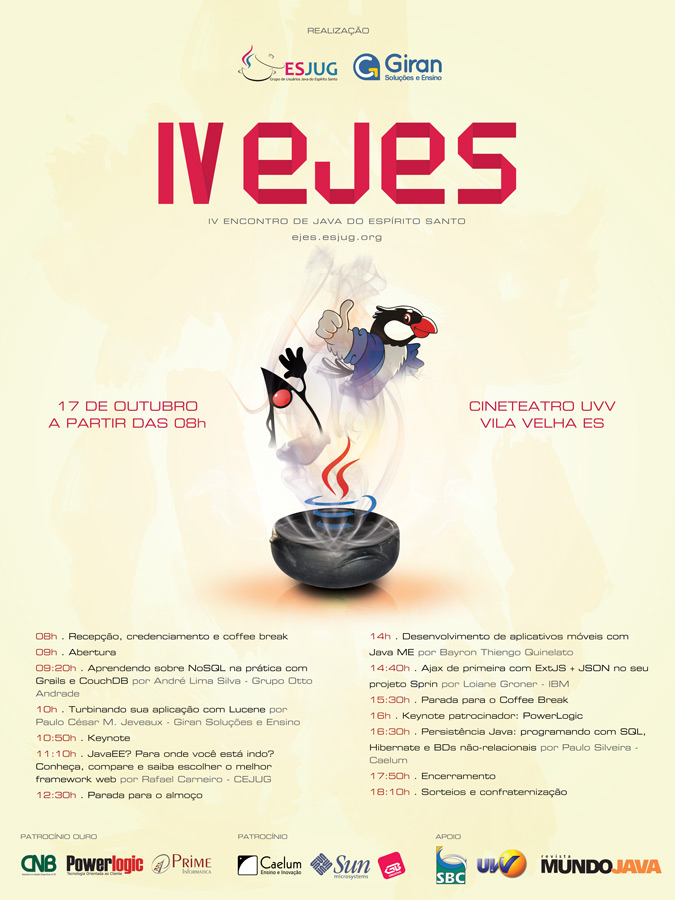 REALIZAÇÃO
ESJUG
Grupo de Usuários Java do Espírito Santo
Giran
Soluções e Ensino
IV ejes
IV ENCONTRO DE JAVA DO ESPÍRITO SANTO
ejes.esjug.org
17 DE OUTUBRO
A PARTIR DAS 08h
CINETEATRO UVV
VILA VELHA ES
08h . Recepção, credenciamento e coffee break
09h . Abertura
09:20h . Aprendendo sobre NoSQL na prática com
Grails e CouchDB por André Lima Silva - Grupo Otto
Andrade
10h . Turbinando sua aplicação com Lucene por
Paulo César M. Jeveaux - Giran Soluções e Ensino
10:50h . Keynote
11:10h . JavaEE? Para onde você está indo?
Conheça, compare e saiba escolher o melhor
framework web por Rafael Carneiro - CEJUG
12:30h . Parada para o almoço
14h . Desenvolvimento de aplicativos móveis com
Java ME por Bayron Thiengo Quinelato
14:40h . Ajax de primeira com ExtJS + JSON no seu
projeto Sprin por Loiane Groner - IBM
15:30h . Parada para o Coffee Break
16h . Keynote patrocinador: PowerLogic
16:30h . Persistência Java: programando com SQL,
Hibernate e BDs não-relacionais por Paulo Silveira -
Caelum
17:50h . Encerramento
18:10h . Sorteios e confraternização
PATROCÍNIO OURO
CNB
Powerlogic
Tecnologia Orientada ao Cliente
PRIME
INFORMÁTICA
PATROCÍNIO
Caelum
Ensino e Inovação
Sun
microsystems
APOIO
SBC
UVV
revista
MUNDOJAVA